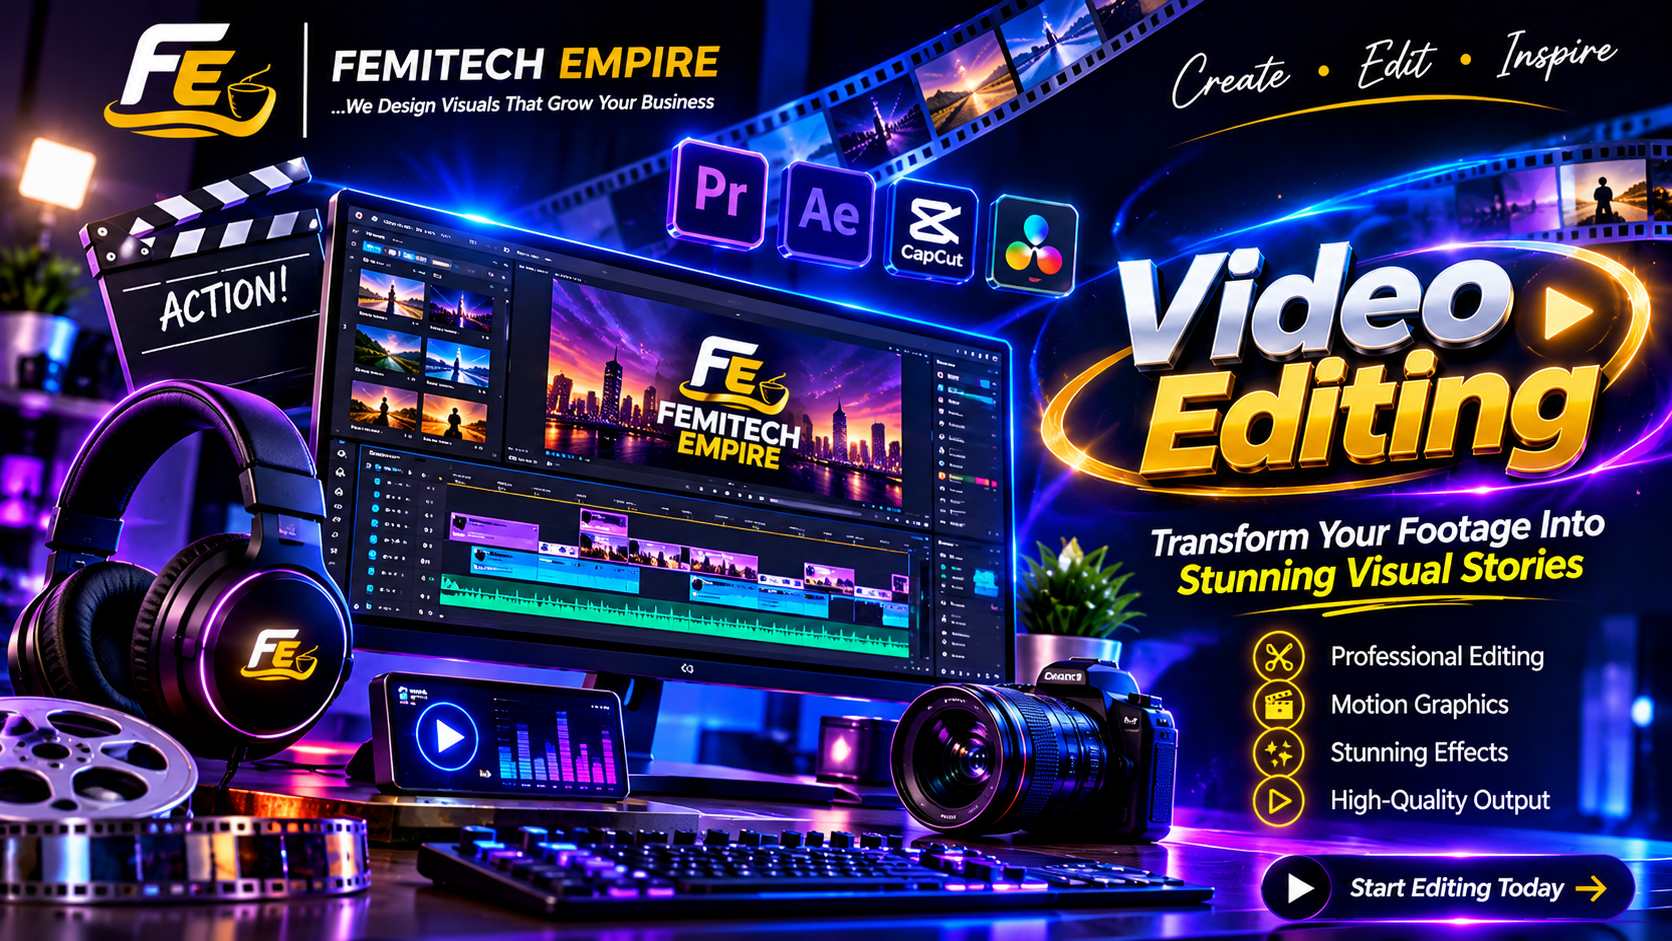 FE
FEMITECH EMPIRE
...We Design Visuals That Grow Your Business
Create • Edit • Inspire
ACTION!
Pr
Ae
CapCut
FE
FEMITECH
EMPIRE
Video
Editing
Transform Your Footage Into
Stunning Visual Stories
FE
Professional Editing
Motion Graphics
Stunning Effects
High-Quality Output
Start Editing Today